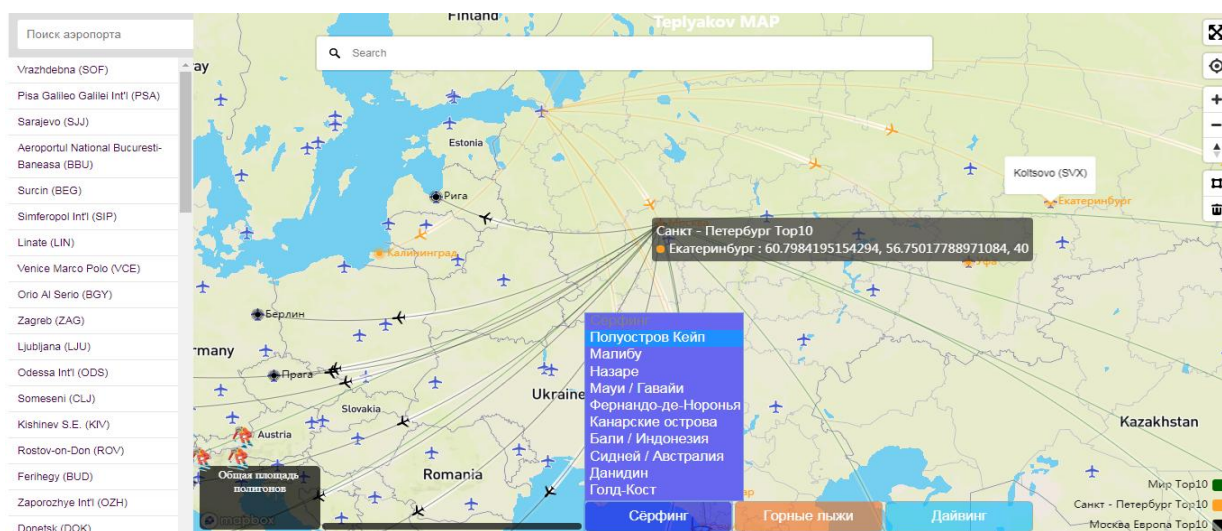 Поиск аэропорта
Vrazhdebna (SOF)
Pisa Galileo Galilei Int'l (PSA)
Sarajevo (SJJ)
Aeroportul National Bucuresti-
Baneasa (BBU)
Surcin (BEG)
Simferopol Int'l (SIP)
Linate (LIN)
Venice Marco Polo (VCE)
Orio Al Serio (BGY)
Zagreb (ZAG)
Ljubljana (LJU)
Odessa Int'l (ODS)
Someseni (CLJ)
Kishinev S.E. (KIV)
Rostov-on-Don (ROV)
Ferihegy (BUD)
Zaporozhye Int'l (OZH)
Donetsk (DOK)
Finland
Teplyakov MAP
Search
way
Estonia
Рига
Калининград
Koltsovo (SVX)
Екатеринбург
Санкт - Петербург Top10
Екатеринбург : 60.79841951542​94, 56.75017788971084, 40
Уфа
Берлин
rmany
Прага
Slovakia
Austria
Ukraine
Romania
Kazakhstan
Сёрфинг
Полуостров Кейп
Малибу
Назаре
Мауи / Гавайи
Фернандо-де-Норонья
Канарские острова
Бали / Индонезия
Сидней / Австралия
Данидин
Голд-Кост
Общая площадь
полигонов
mapbox
Сёрфинг
Горные лыжи
Дайвинг
Мир Top10
Санкт - Петербург Top10
Москва Европа Top10